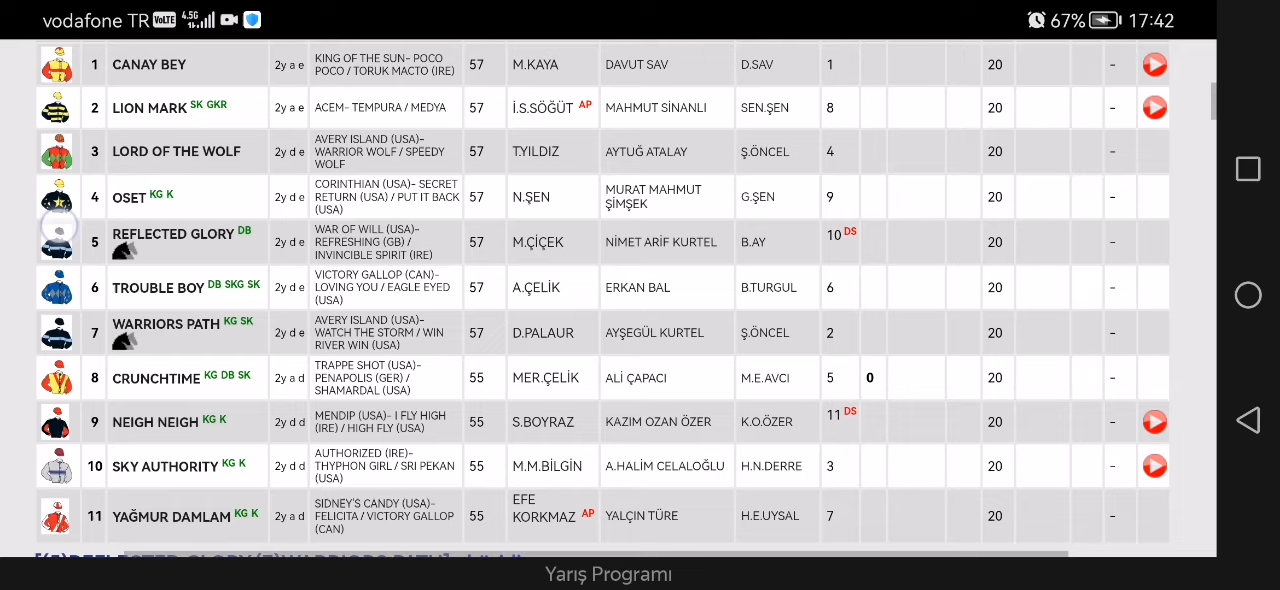 vodafone TR VoLTE 4.5G 67% 17:42
1 CANAY BEY 2y a e KING OF THE SUN- POCO POCO / TORUK MACTO (IRE) 57 M.KAYA DAVUT SAV D.SAV 1 20 -
2 LION MARK SK GKR 2y a e ACEM- TEMPURA / MEDYA 57 İ.S.SÖĞÜT AP MAHMUT SİNANLI SEN.ŞEN 8 20 -
3 LORD OF THE WOLF 2y d e AVERY ISLAND (USA)- WARRIOR WOLF / SPEEDY WOLF 57 T.YILDIZ AYTUĞ ATALAY Ş.ÖNCEL 4 20 -
4 OSET KG K 2y d e CORINTHIAN (USA)- SECRET RETURN (USA) / PUT IT BACK (USA) 57 N.ŞEN MURAT MAHMUT ŞİMŞEK G.ŞEN 9 20 -
5 REFLECTED GLORY DB 2y d e WAR OF WILL (USA)- REFRESHING (GB) / INVINCIBLE SPIRIT (IRE) 57 M.ÇİÇEK NİMET ARİF KURTEL B.AY 10 DS 20 -
6 TROUBLE BOY DB SKG SK 2y d e VICTORY GALLOP (CAN)- LOVING YOU / EAGLE EYED (USA) 57 A.ÇELİK ERKAN BAL B.TURGUL 6 20 -
7 WARRIORS PATH KG SK 2y d e AVERY ISLAND (USA)- WATCH THE STORM / WIN RIVER WIN (USA) 57 D.PALAUR AYŞEGÜL KURTEL Ş.ÖNCEL 2 20 -
8 CRUNCHTIME KG DB SK 2y a d TRAPPE SHOT (USA)- PENAPOLIS (GER) / SHAMARDAL (USA) 55 MER.ÇELİK ALİ ÇAPACI M.E.AVCI 5 0 20 -
9 NEIGH NEIGH KG K 2y d d MENDIP (USA)- I FLY HIGH (IRE) / HIGH FLY (USA) 55 S.BOYRAZ KAZIM OZAN ÖZER K.O.ÖZER 11 DS 20 -
10 SKY AUTHORITY KG K 2y d d AUTHORIZED (IRE)- THYPHON GIRL / SRI PEKAN (USA) 55 M.M.BİLGİN A.HALİM CELALOĞLU H.N.DERRE 3 20 -
11 YAĞMUR DAMLAM KG K 2y a d SIDNEY'S CANDY (USA)- FELICITA / VICTORY GALLOP (CAN) 55 EFE KORKMAZ AP YALÇIN TÜRE H.E.UYSAL 7 20 -
[(5)REFLECTED GLORY,(7)WARRIORS PATH]
Yarış Programı